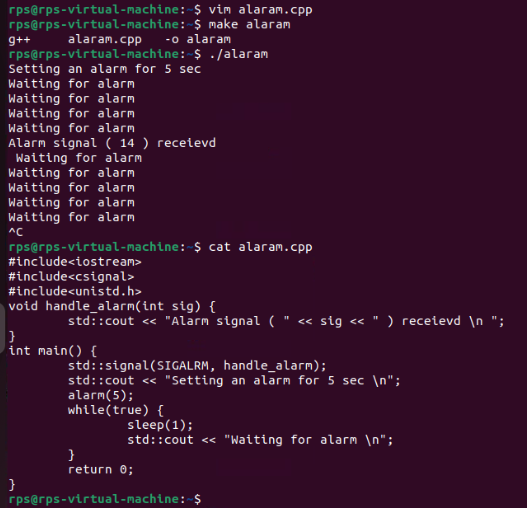 rps@rps-virtual-machine:~$ vim alaram.cpp
rps@rps-virtual-machine:~$ make alaram
g++     alaram.cpp   -o alaram
rps@rps-virtual-machine:~$ ./alaram
Setting an alarm for 5 sec
Waiting for alarm
Waiting for alarm
Waiting for alarm
Waiting for alarm
Alarm signal ( 14 ) receievd
 Waiting for alarm
Waiting for alarm
Waiting for alarm
Waiting for alarm
Waiting for alarm
^C
rps@rps-virtual-machine:~$ cat alaram.cpp
#include<iostream>
#include<csignal>
#include<unistd.h>
void handle_alarm(int sig) {
        std::cout << "Alarm signal ( " << sig << " ) receievd \n ";
}
int main() {
        std::signal(SIGALRM, handle_alarm);
        std::cout << "Setting an alarm for 5 sec \n";
        alarm(5);
        while(true) {
                sleep(1);
                std::cout << "Waiting for alarm \n";
        }
        return 0;
}
rps@rps-virtual-machine:~$